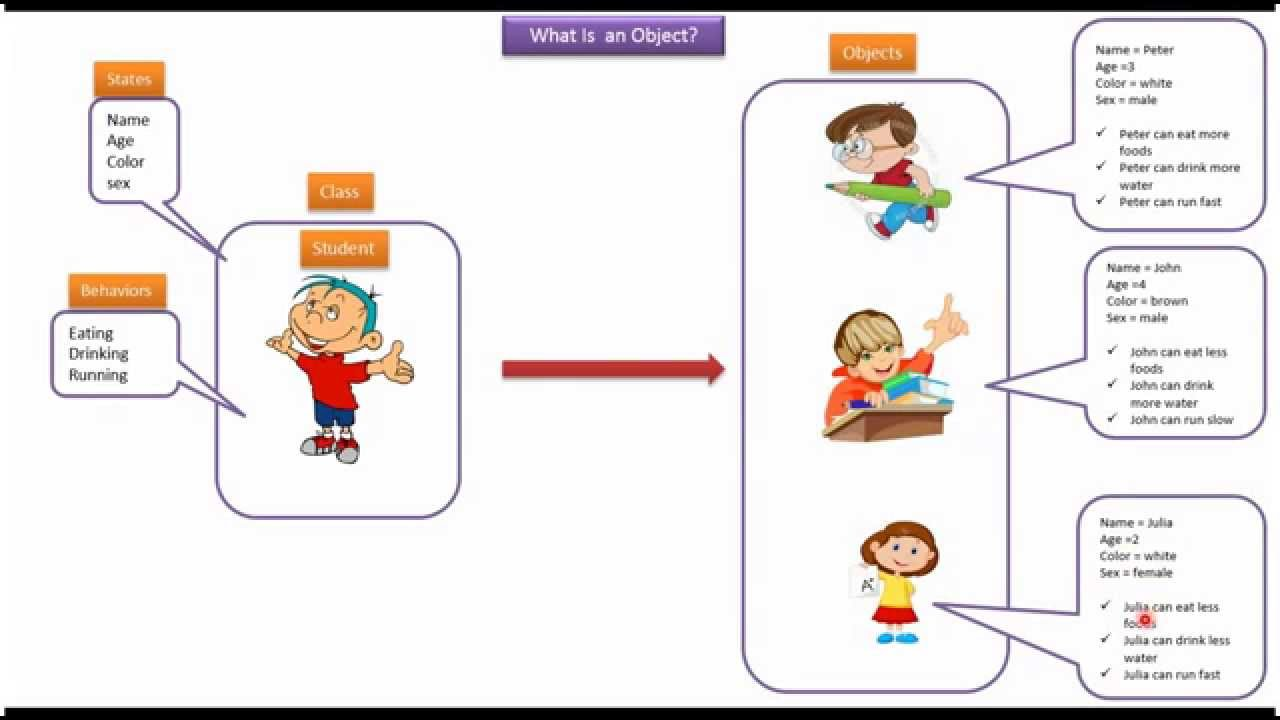 What Is an Object?
States
Name
Age
Color
sex
Behaviors
Eating
Drinking
Running
Class
Student
Objects
Name = Peter
Age =3
Color = white
Sex = male
✓ Peter can eat more
foods
✓ Peter can drink more
water
✓ Peter can run fast
Name = John
Age =4
Color = brown
Sex = male
✓ John can eat less
foods
✓ John can drink
more water
✓ John can run slow
A+
Name = Julia
Age =2
Color = white
Sex = female
✓ Julia can eat less
foods
✓ Julia can drink less
water
✓ Julia can run fast